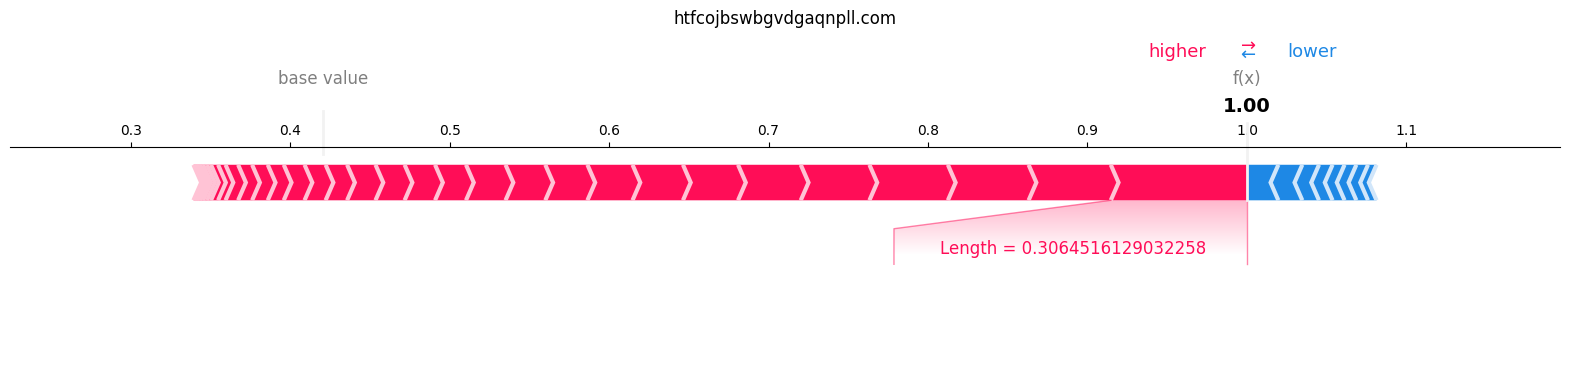 htfcojbswbgvdgaqnpll.com
higher ⇄ lower
base value f(x)
1.00
0.3 0.4 0.5 0.6 0.7 0.8 0.9 1.0 1.1
Length = 0.3064516129032258